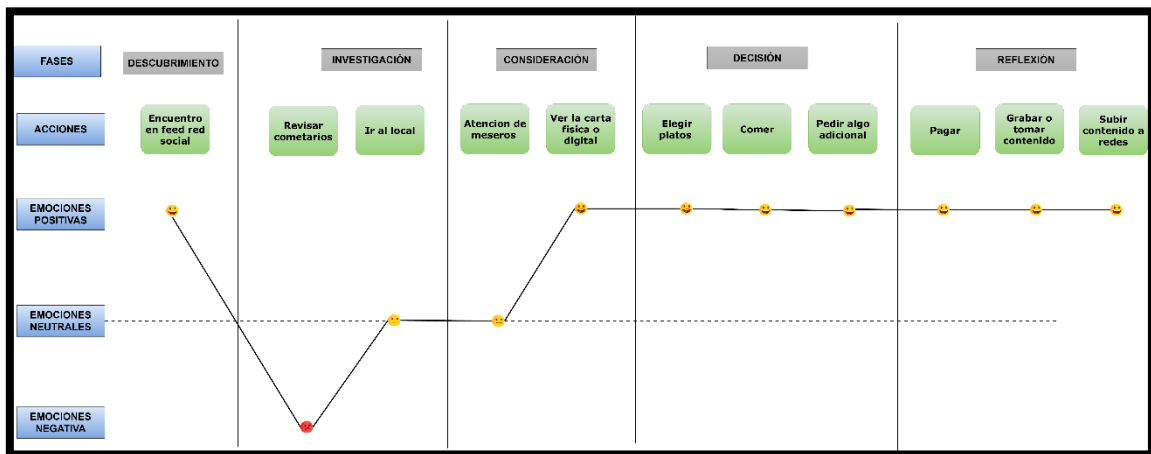 FASES
DESCUBRIMIENTO
INVESTIGACIÓN
CONSIDERACIÓN
DECISIÓN
REFLEXIÓN
ACCIONES
Encuentro
en feed red
social
Revisar
cometarios
Ir al local
Atencion de
meseros
Ver la carta
fisica o
digital
Elegir
platos
Comer
Pedir algo
adicional
Pagar
Grabar o
tomar
contenido
Subir
contenido a
redes
EMOCIONES
POSITIVAS
EMOCIONES
NEUTRALES
EMOCIONES
NEGATIVA